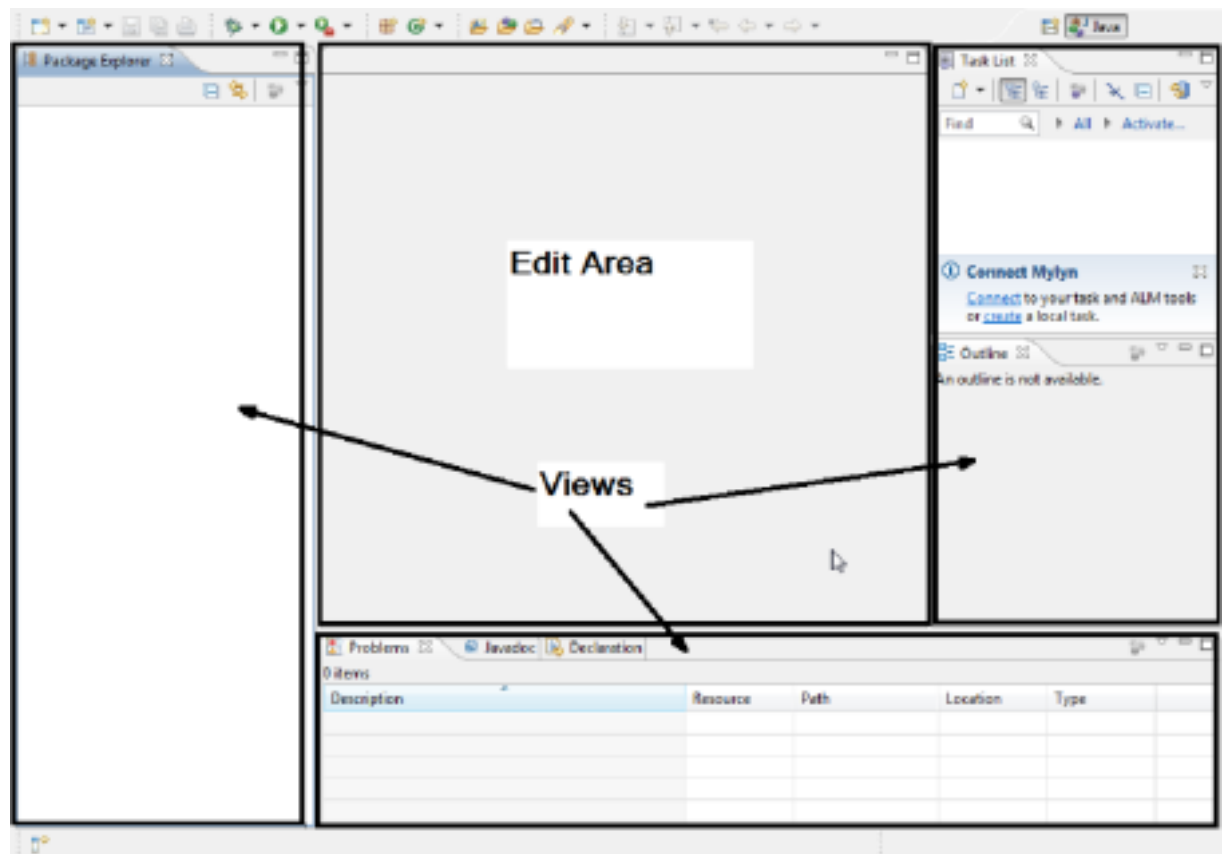 Java
Package Explorer
Task List
Find
All
Activate...
Edit Area
Connect Mylyn
Connect to your task and ALM tools
or create a local task.
Outline
An outline is not available.
Views
Problems
Javadoc
Declaration
0 items
Description Resource Path Location Type